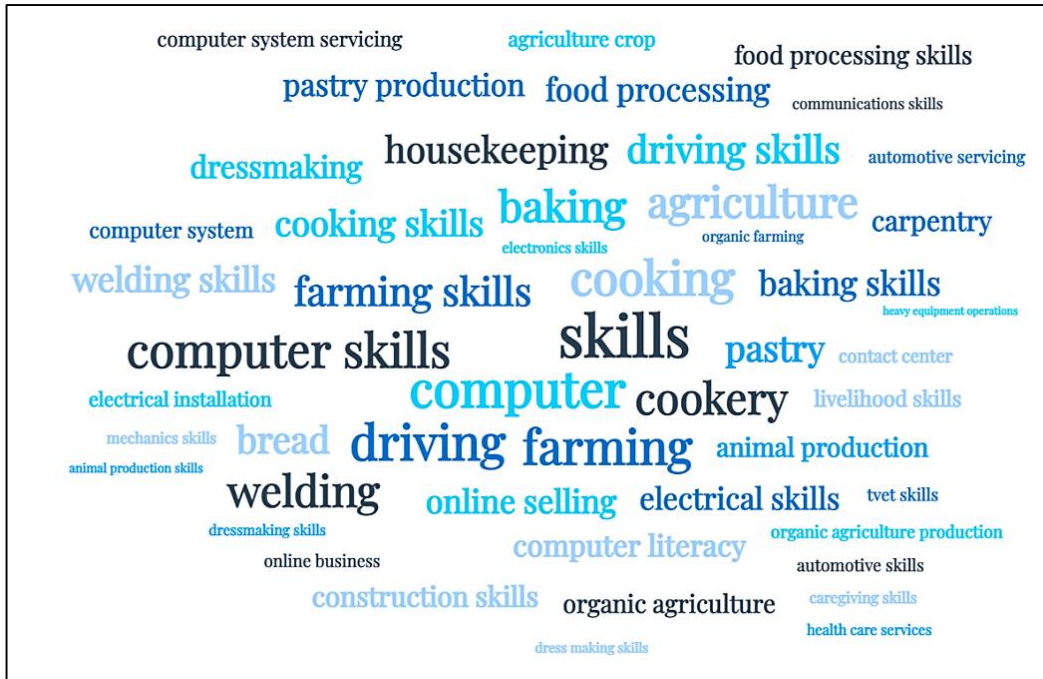 computer system servicing
agriculture crop
food processing skills
pastry production
food processing
communications skills
housekeeping
driving skills
automotive servicing
dressmaking
baking
agriculture
cooking skills
carpentry
computer system
organic farming
electronics skills
welding skills
farming skills
cooking
baking skills
heavy equipment operations
skills
computer skills
pastry
contact center
computer
cookery
electrical installation
livelihood skills
mechanics skills
bread
driving
farming
animal production
animal production skills
welding
online selling
electrical skills
tvet skills
dressmaking skills
organic agriculture production
online business
computer literacy
automotive skills
construction skills
organic agriculture
caregiving skills
health care services
dress making skills